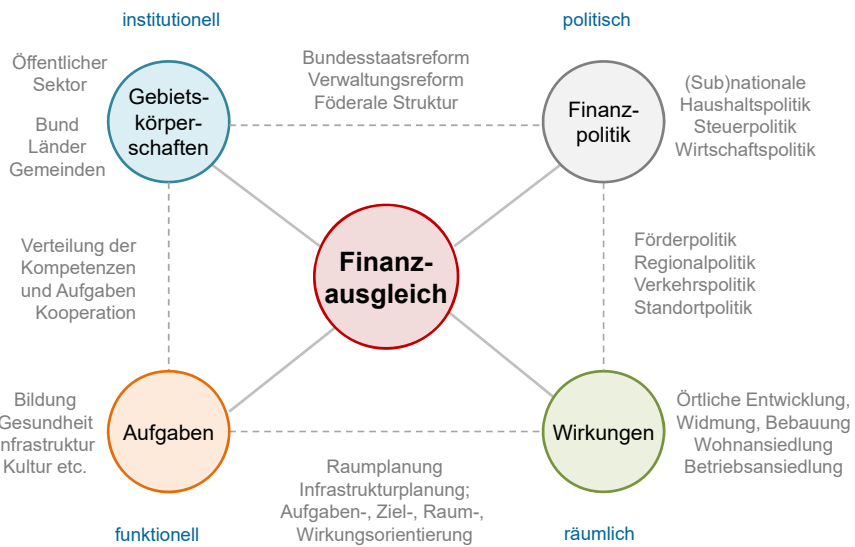 institutionell
politisch
Öffentlicher
Sektor
Bund
Länder
Gemeinden
Gebiets-
körper-
schaften
Bundesstaatsreform
Verwaltungsreform
Föderale Struktur
Finanz-
politik
(Sub)nationale
Haushaltspolitik
Steuerpolitik
Wirtschaftspolitik
Verteilung der
Kompetenzen
und Aufgaben
Kooperation
Finanz-
ausgleich
Förderpolitik
Regionalpolitik
Verkehrspolitik
Standortpolitik
Bildung
Gesundheit
Infrastruktur
Kultur etc.
Aufgaben
Raumplanung
Infrastrukturplanung;
Aufgaben-, Ziel-, Raum-,
Wirkungsorientierung
Wirkungen
Örtliche Entwicklung,
Widmung, Bebauung
Wohnansiedlung
Betriebsansiedlung
funktionell
räumlich